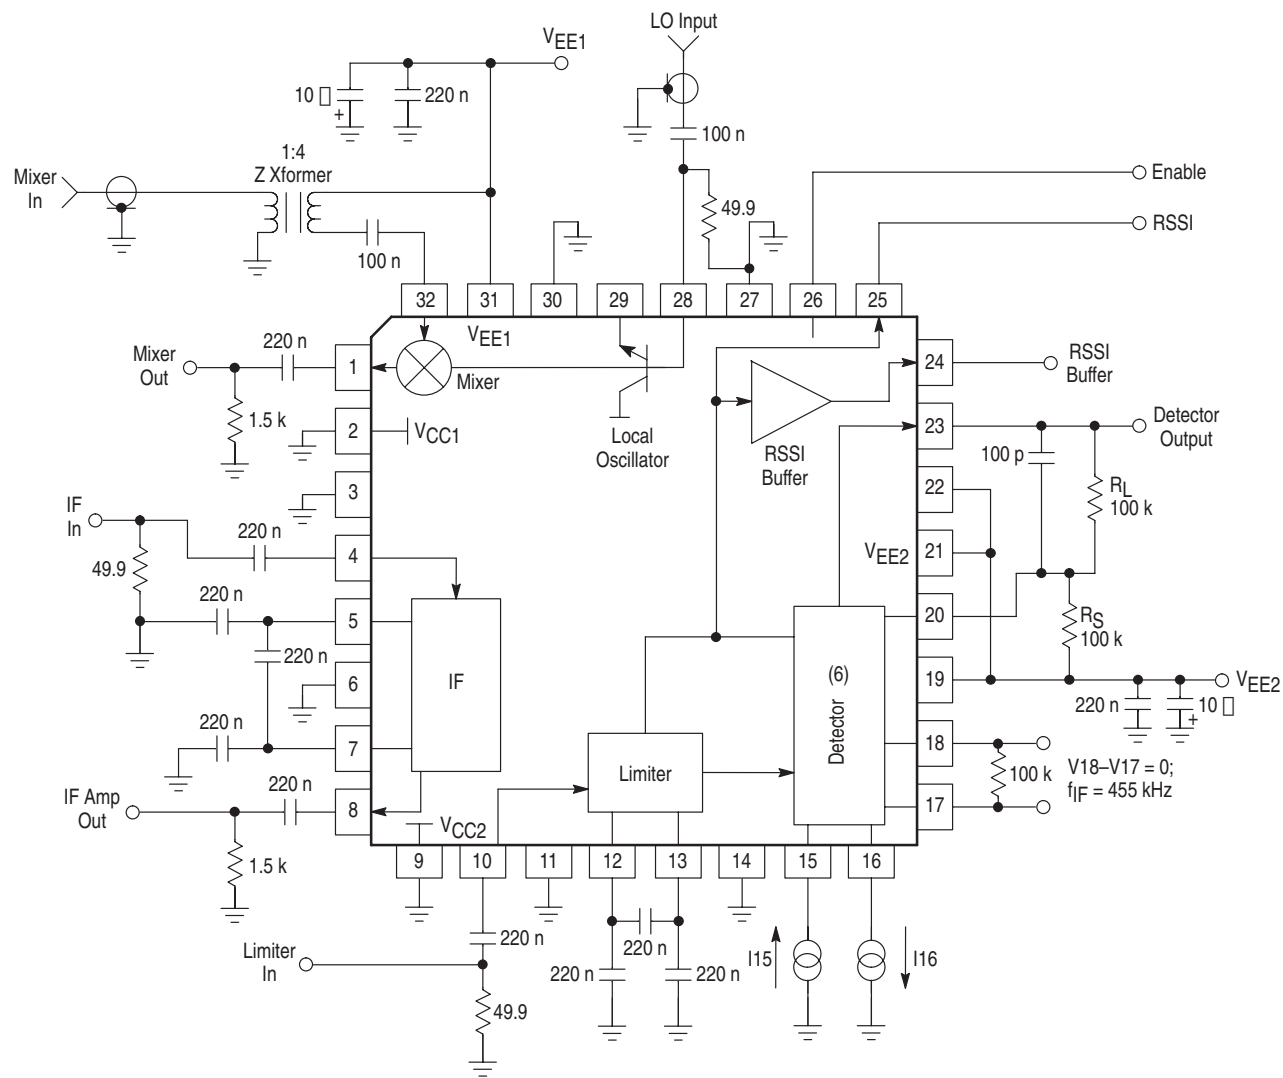 LO Input
VEE1
10 ▯
+
220 n
100 n
1:4
Z Xformer
Mixer
In
100 n
49.9
Enable
RSSI
32
31
30
29
28
27
26
25
VEE1
Mixer
Out
220 n
1
Mixer
1.5 k
2
VCC1
Local
Oscillator
RSSI
Buffer
24
RSSI
Buffer
23
Detector
Output
100 p
RL
100 k
22
3
IF
In
220 n
4
49.9
VEE2
21
220 n
5
220 n
20
RS
100 k
6
IF
(6)
Detector
19
VEE2
220 n
10 ▯
+
220 n
7
18
100 k
V18–V17 = 0;
fIF = 455 kHz
Limiter
17
IF Amp
Out
220 n
8
VCC2
1.5 k
9
10
11
12
13
14
15
16
220 n
220 n
Limiter
In
220 n
220 n
I15
I16
49.9